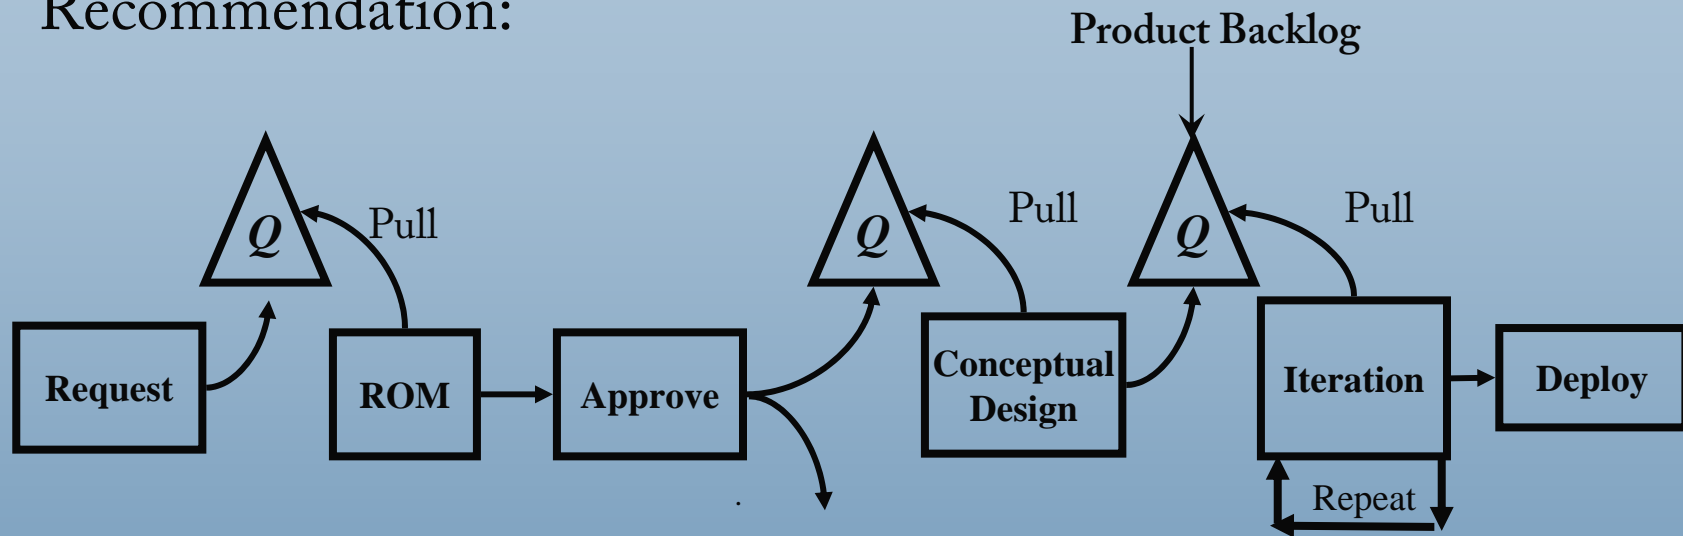 Recommendation:
Product Backlog
Q
Pull
Q
Pull
Q
Pull
Request
ROM
Approve
Conceptual
Design
Iteration
Deploy
Repeat
.